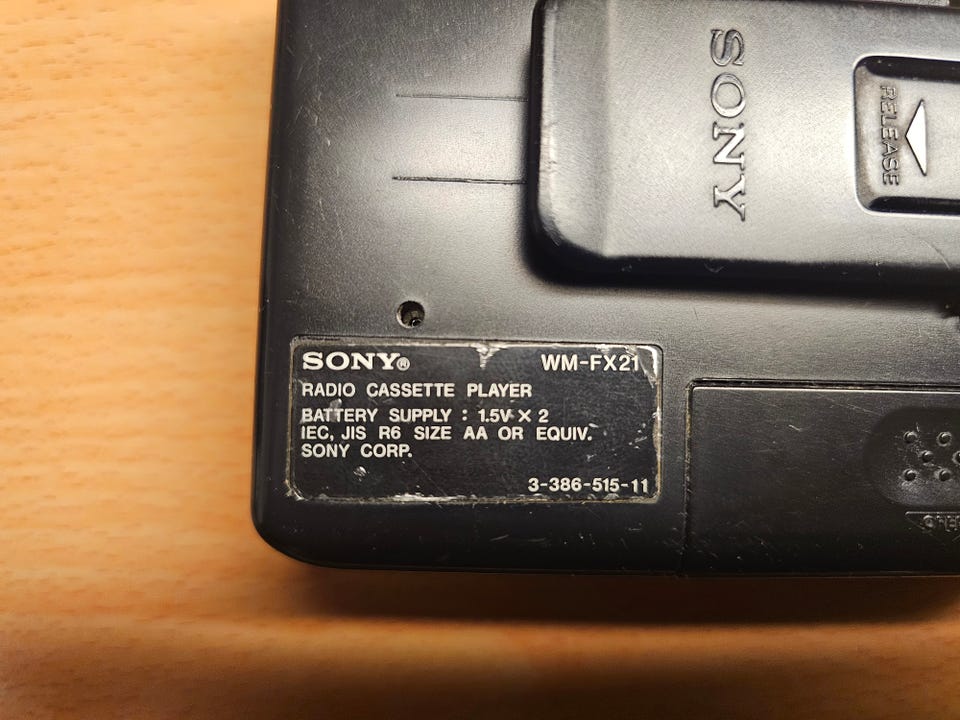 SONY
RELEASE
SONY®
WM-FX21
RADIO CASSETTE PLAYER
BATTERY SUPPLY : 1.5V × 2
IEC, JIS R6 SIZE AA OR EQUIV.
SONY CORP.
3-386-515-11